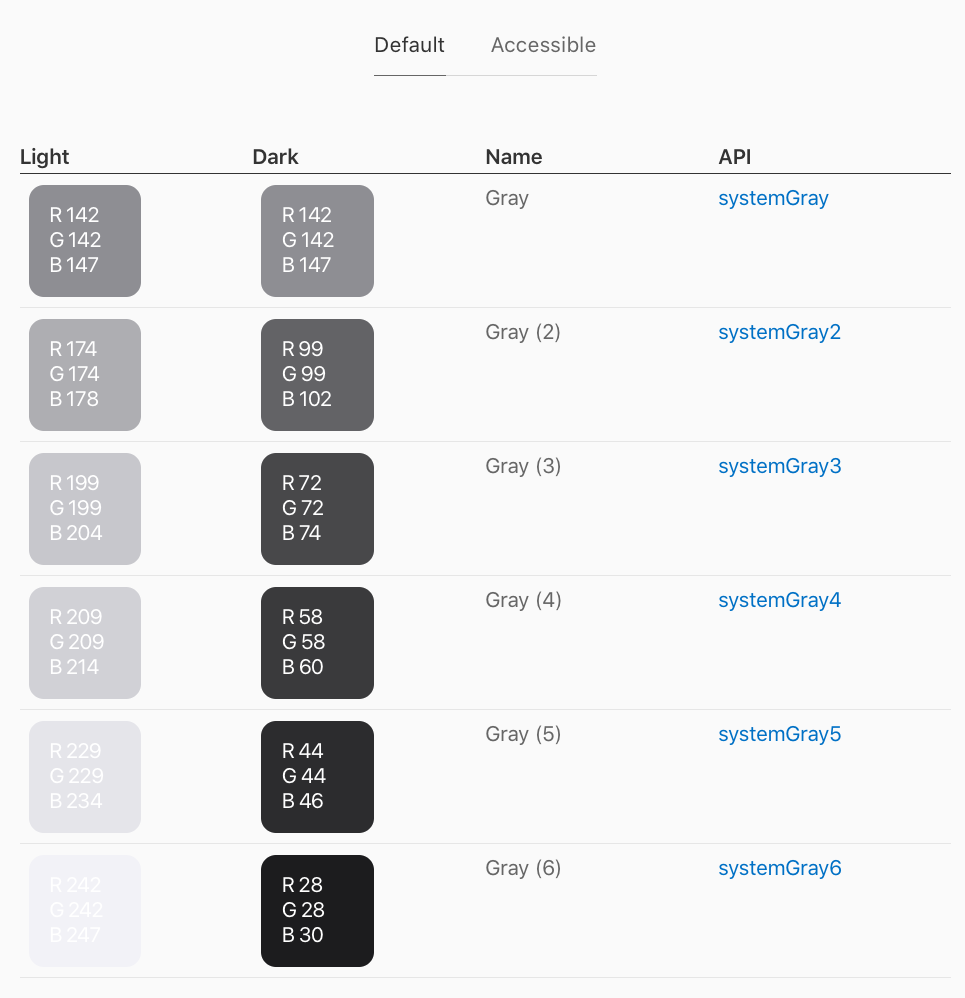 Default Accessible
Light Dark Name API
R 142 R 142 Gray systemGray
G 142 G 142
B 147 B 147
R 174 R 99 Gray (2) systemGray2
G 174 G 99
B 178 B 102
R 199 R 72 Gray (3) systemGray3
G 199 G 72
B 204 B 74
R 209 R 58 Gray (4) systemGray4
G 209 G 58
B 214 B 60
R 229 R 44 Gray (5) systemGray5
G 229 G 44
B 234 B 46
R 242 R 28 Gray (6) systemGray6
G 242 G 28
B 247 B 30